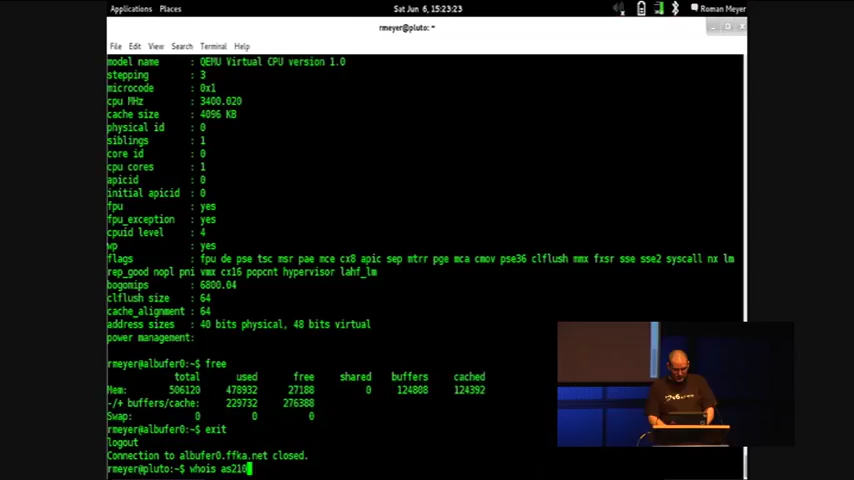 Applications Places Sat Jun 6, 15:23:23 Roman Meyer
rmeyer@pluto: ~
File Edit View Search Terminal Help
model name : QEMU Virtual CPU version 1.0
stepping : 3
microcode : 0x1
cpu MHz : 3400.020
cache size : 4096 KB
physical id : 0
siblings : 1
core id : 0
cpu cores : 1
apicid : 0
initial apicid : 0
fpu : yes
fpu_exception : yes
cpuid level : 4
wp : yes
flags : fpu de pse tsc msr pae mce cx8 apic sep mtrr pge mca cmov pse36 clflush mmx fxsr sse sse2 syscall nx lm
rep_good nopl pni vmx cx16 popcnt hypervisor lahf_lm
bogomips : 6800.04
clflush size : 64
cache_alignment : 64
address sizes : 40 bits physical, 48 bits virtual
power management:
rmeyer@albufer0:~$ free
total used free shared buffers cached
Mem: 506120 478932 27188 0 124808 124392
-/+ buffers/cache: 229732 276388
Swap: 0 0 0
rmeyer@albufer0:~$ exit
logout
Connection to albufer0.ffka.net closed.
rmeyer@pluto:~$ whois as210